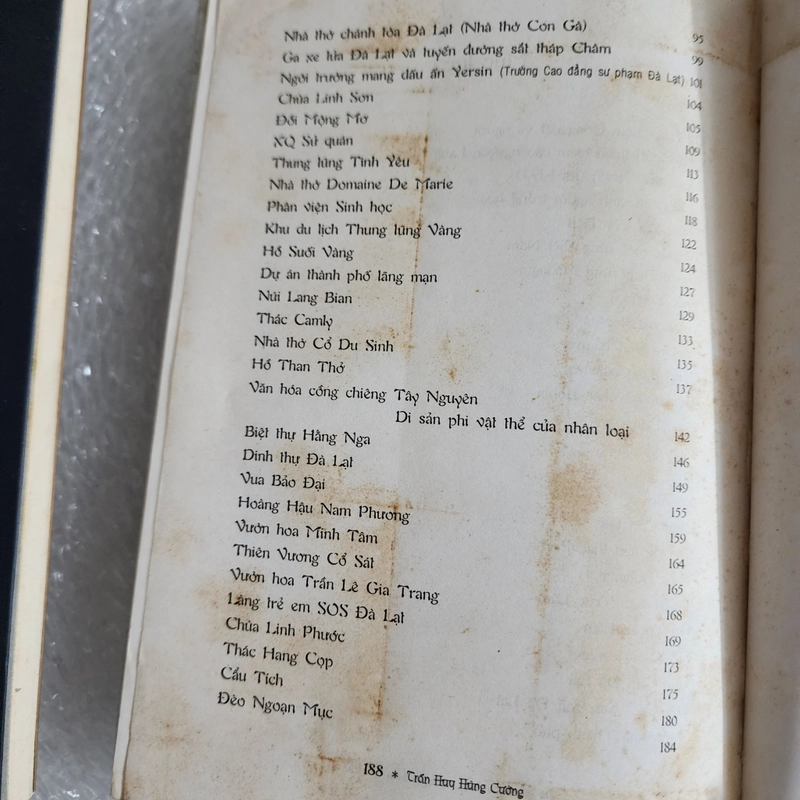 Nhà thờ chánh tòa Đà Lạt (Nhà thờ Con Gà) 95
Ga xe lửa Đà Lạt và tuyến đường sắt tháp Chàm 99
Ngôi trường mang dấu ấn Yersin (Trường Cao đẳng sư phạm Đà Lạt) 101
Chùa Linh Sơn 104
Đồi Mộng Mơ 105
XQ Sử quán 109
Thung lũng Tình Yêu 113
Nhà thờ Domaine De Marie 116
Phân viện Sinh học 118
Khu du lịch Thung lũng Vàng 122
Hồ Suối Vàng 124
Dự án thành phố lãng mạn 127
Núi Lang Bian 129
Thác Camly 133
Nhà thờ Cổ Du Sinh 135
Hồ Than Thở 137
Văn hóa cồng chiêng Tây Nguyên
Di sản phi vật thể của nhân loại 142
Biệt thự Hằng Nga 146
Dinh thự Đà Lạt 149
Vua Bảo Đại 155
Hoàng Hậu Nam Phương 159
Vườn hoa Minh Tâm 164
Thiên Vương Cổ Sát 165
Vườn hoa Trần Lê Gia Trang 168
Làng trẻ em SOS Đà Lạt 169
Chùa Linh Phước 173
Thác Hang Cọp 175
Cầu Tích 180
Đèo Ngoạn Mục 184
188 * Trần Huy Hùng Cường